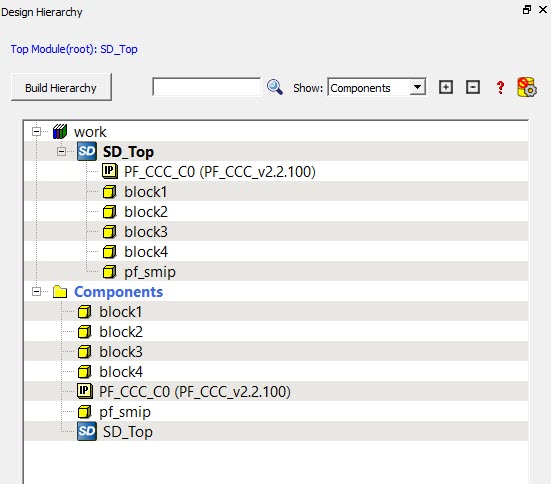 Design Hierarchy
Top Module(root): SD_Top
Build Hierarchy Show: Components ?
work
SD SD_Top
IP PF_CCC_C0 (PF_CCC_v2.2.100)
block1
block2
block3
block4
pf_smip
Components
block1
block2
block3
block4
IP PF_CCC_C0 (PF_CCC_v2.2.100)
pf_smip
SD SD_Top